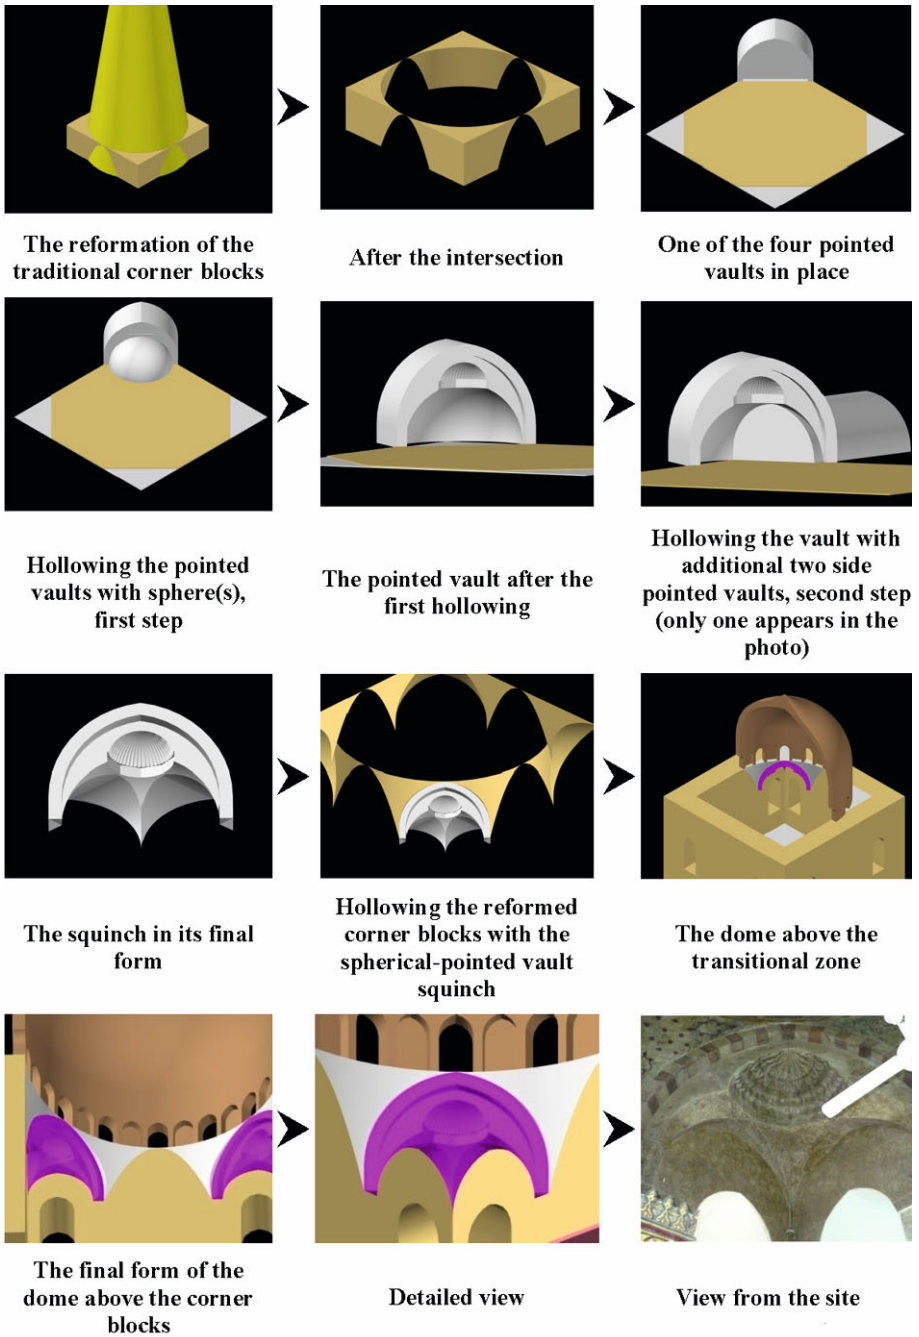 The reformation of the
traditional corner blocks
After the intersection
One of the four pointed
vaults in place
Hollowing the pointed
vaults with sphere(s),
first step
The pointed vault after the
first hollowing
Hollowing the vault with
additional two side
pointed vaults, second step
(only one appears in the
photo)
The squinch in its final
form
Hollowing the reformed
corner blocks with the
spherical-pointed vault
squinch
The dome above the
transitional zone
The final form of the
dome above the corner
blocks
Detailed view
View from the site